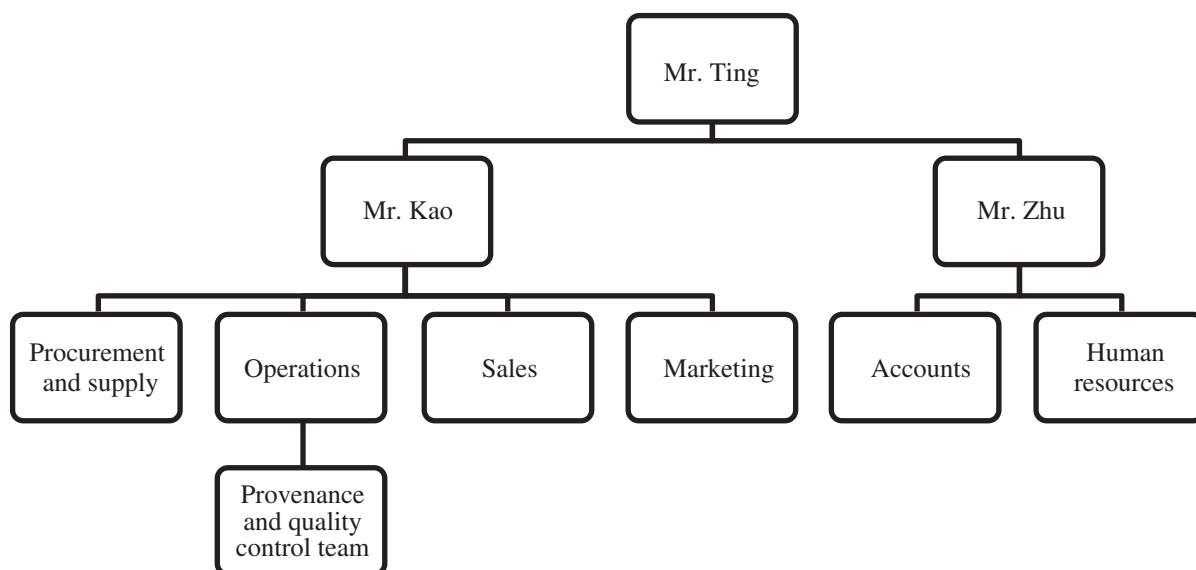 Mr. Ting
Mr. Kao
Mr. Zhu
Procurement
and supply
Operations
Sales
Marketing
Accounts
Human
resources
Provenance
and quality
control team